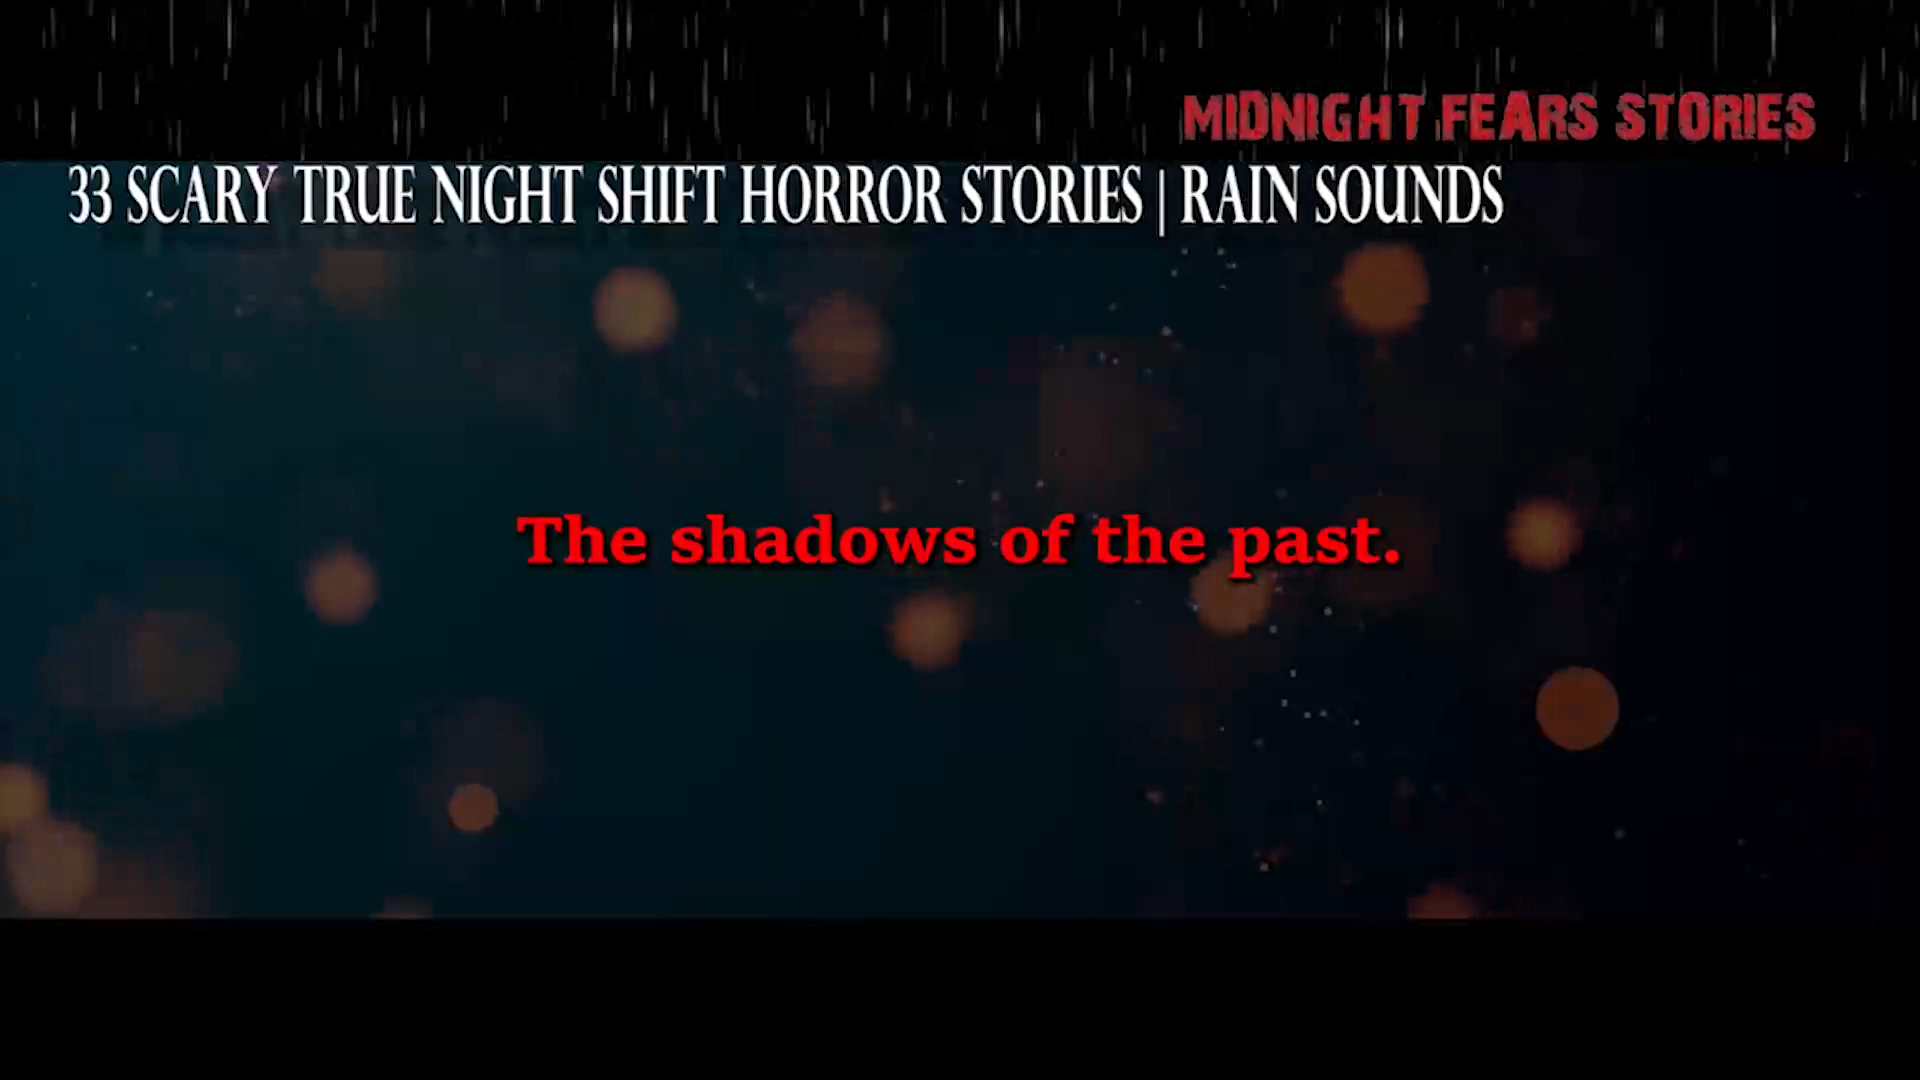 MIDNIGHT FEARS STORIES
33 SCARY TRUE NIGHT SHIFT HORROR STORIES | RAIN SOUNDS
The shadows of the past.